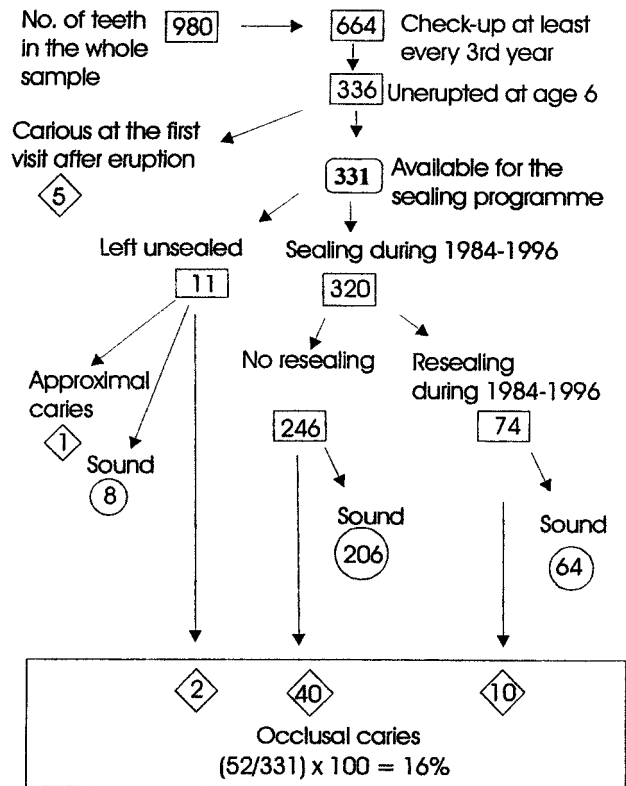 No. of teeth
in the whole
sample
980
664
Check-up at least
every 3rd year
336
Unerupted at age 6
Carious at the first
visit after eruption
5
331
Available for the
sealing programme
Left unsealed
11
Sealing during 1984-1996
320
Approximal
caries
1
Sound
8
No resealing
246
Resealing
during 1984-1996
74
Sound
206
Sound
64
2
40
10
Occlusal caries
(52/331) x 100 = 16%